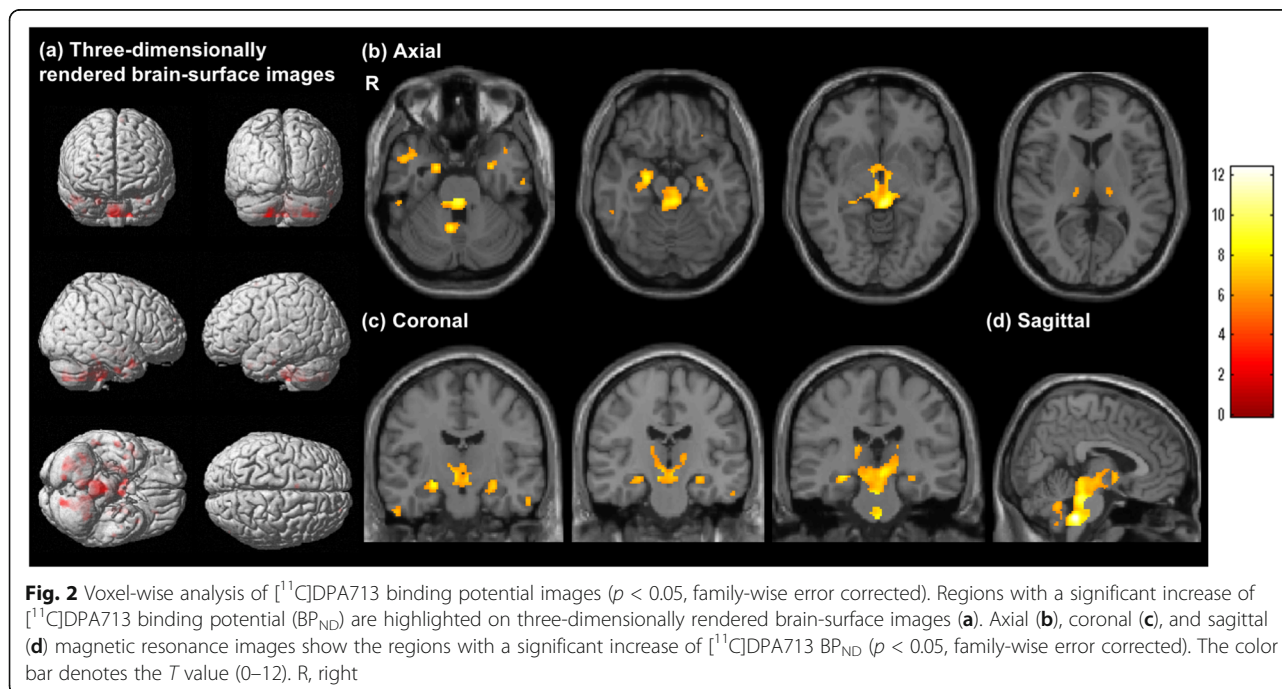 (a) Three-dimensionally
rendered brain-surface images
(b) Axial
R
(c) Coronal
(d) Sagittal
12
10
8
6
4
2
0
Fig. 2 Voxel-wise analysis of [¹¹C]DPA713 binding potential images (p < 0.05, family-wise error corrected). Regions with a significant increase of
[¹¹C]DPA713 binding potential (BP_ND) are highlighted on three-dimensionally rendered brain-surface images (a). Axial (b), coronal (c), and sagittal
(d) magnetic resonance images show the regions with a significant increase of [¹¹C]DPA713 BP_ND (p < 0.05, family-wise error corrected). The color
bar denotes the T value (0–12). R, right